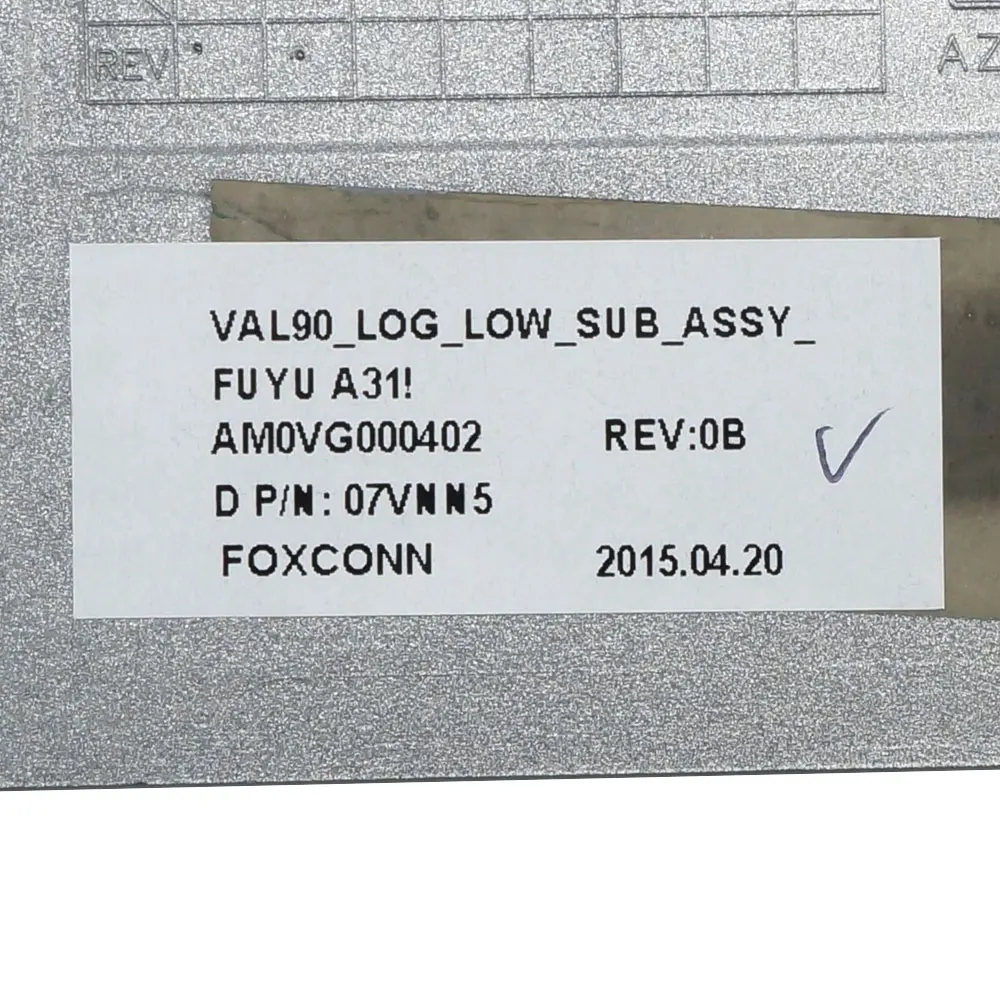 REV
AZ
VAL90_LOG_LOW_SUB_ASSY_
FUYU A31!
AM0VG000402 REV:0B
D P/N: 07VNN5
FOXCONN 2015.04.20